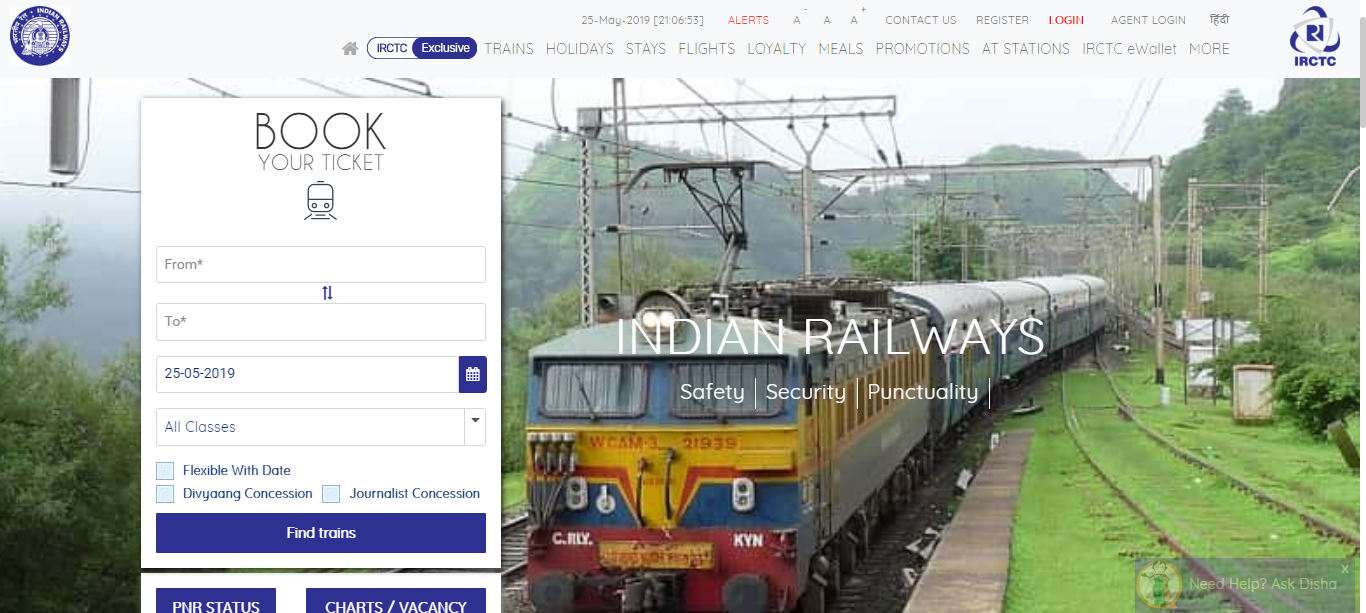 25-May-2019 [21:06:53] ALERTS A - A A + CONTACT US REGISTER LOGIN AGENT LOGIN हिंदी
IRCTC Exclusive TRAINS HOLIDAYS STAYS FLIGHTS LOYALTY MEALS PROMOTIONS AT STATIONS IRCTC eWallet MORE
INDIAN RAILWAYS
भारतीय रेल
IRCTC
BOOK
YOUR TICKET
From*
To*
25-05-2019
All Classes
Flexible With Date
Divyaang Concession
Journalist Concession
Find trains
PNR STATUS
CHARTS / VACANCY
INDIAN RAILWAYS
Safety
Security
Punctuality
WCAM-3 21939
C.RLY. KYN
x
Need Help? Ask Disha